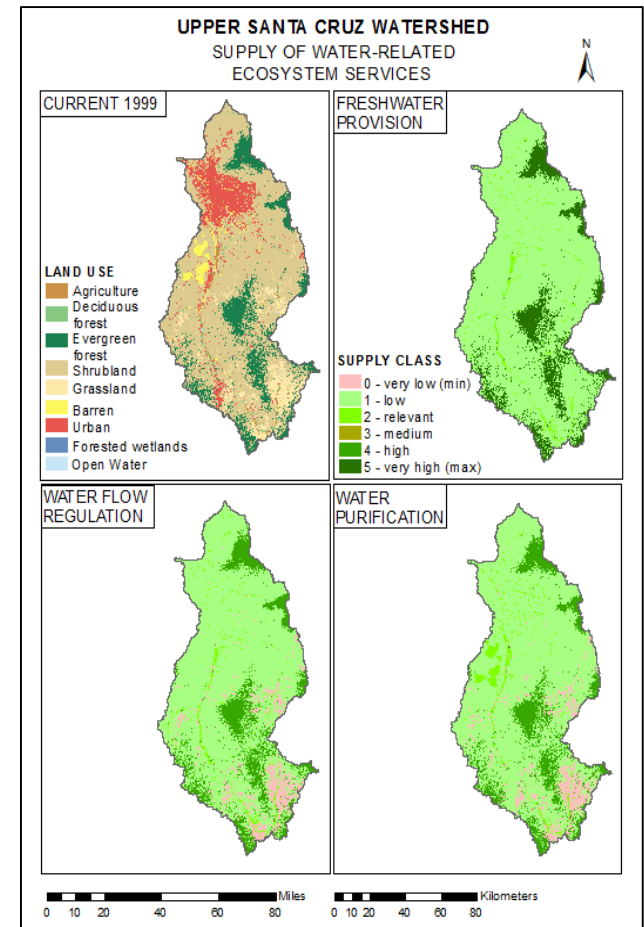 UPPER SANTA CRUZ WATERSHED
SUPPLY OF WATER-RELATED
ECOSYSTEM SERVICES
N
CURRENT 1999
LAND USE
Agriculture
Deciduous
forest
Evergreen
forest
Shrubland
Grassland
Barren
Urban
Forested wetlands
Open Water
FRESHWATER
PROVISION
SUPPLY CLASS
0 - very low (min)
1 - low
2 - relevant
3 - medium
4 - high
5 - very high (max)
WATER FLOW
REGULATION
WATER
PURIFICATION
Miles
0 10 20 40 60 80
Kilometers
0 10 20 40 60 80